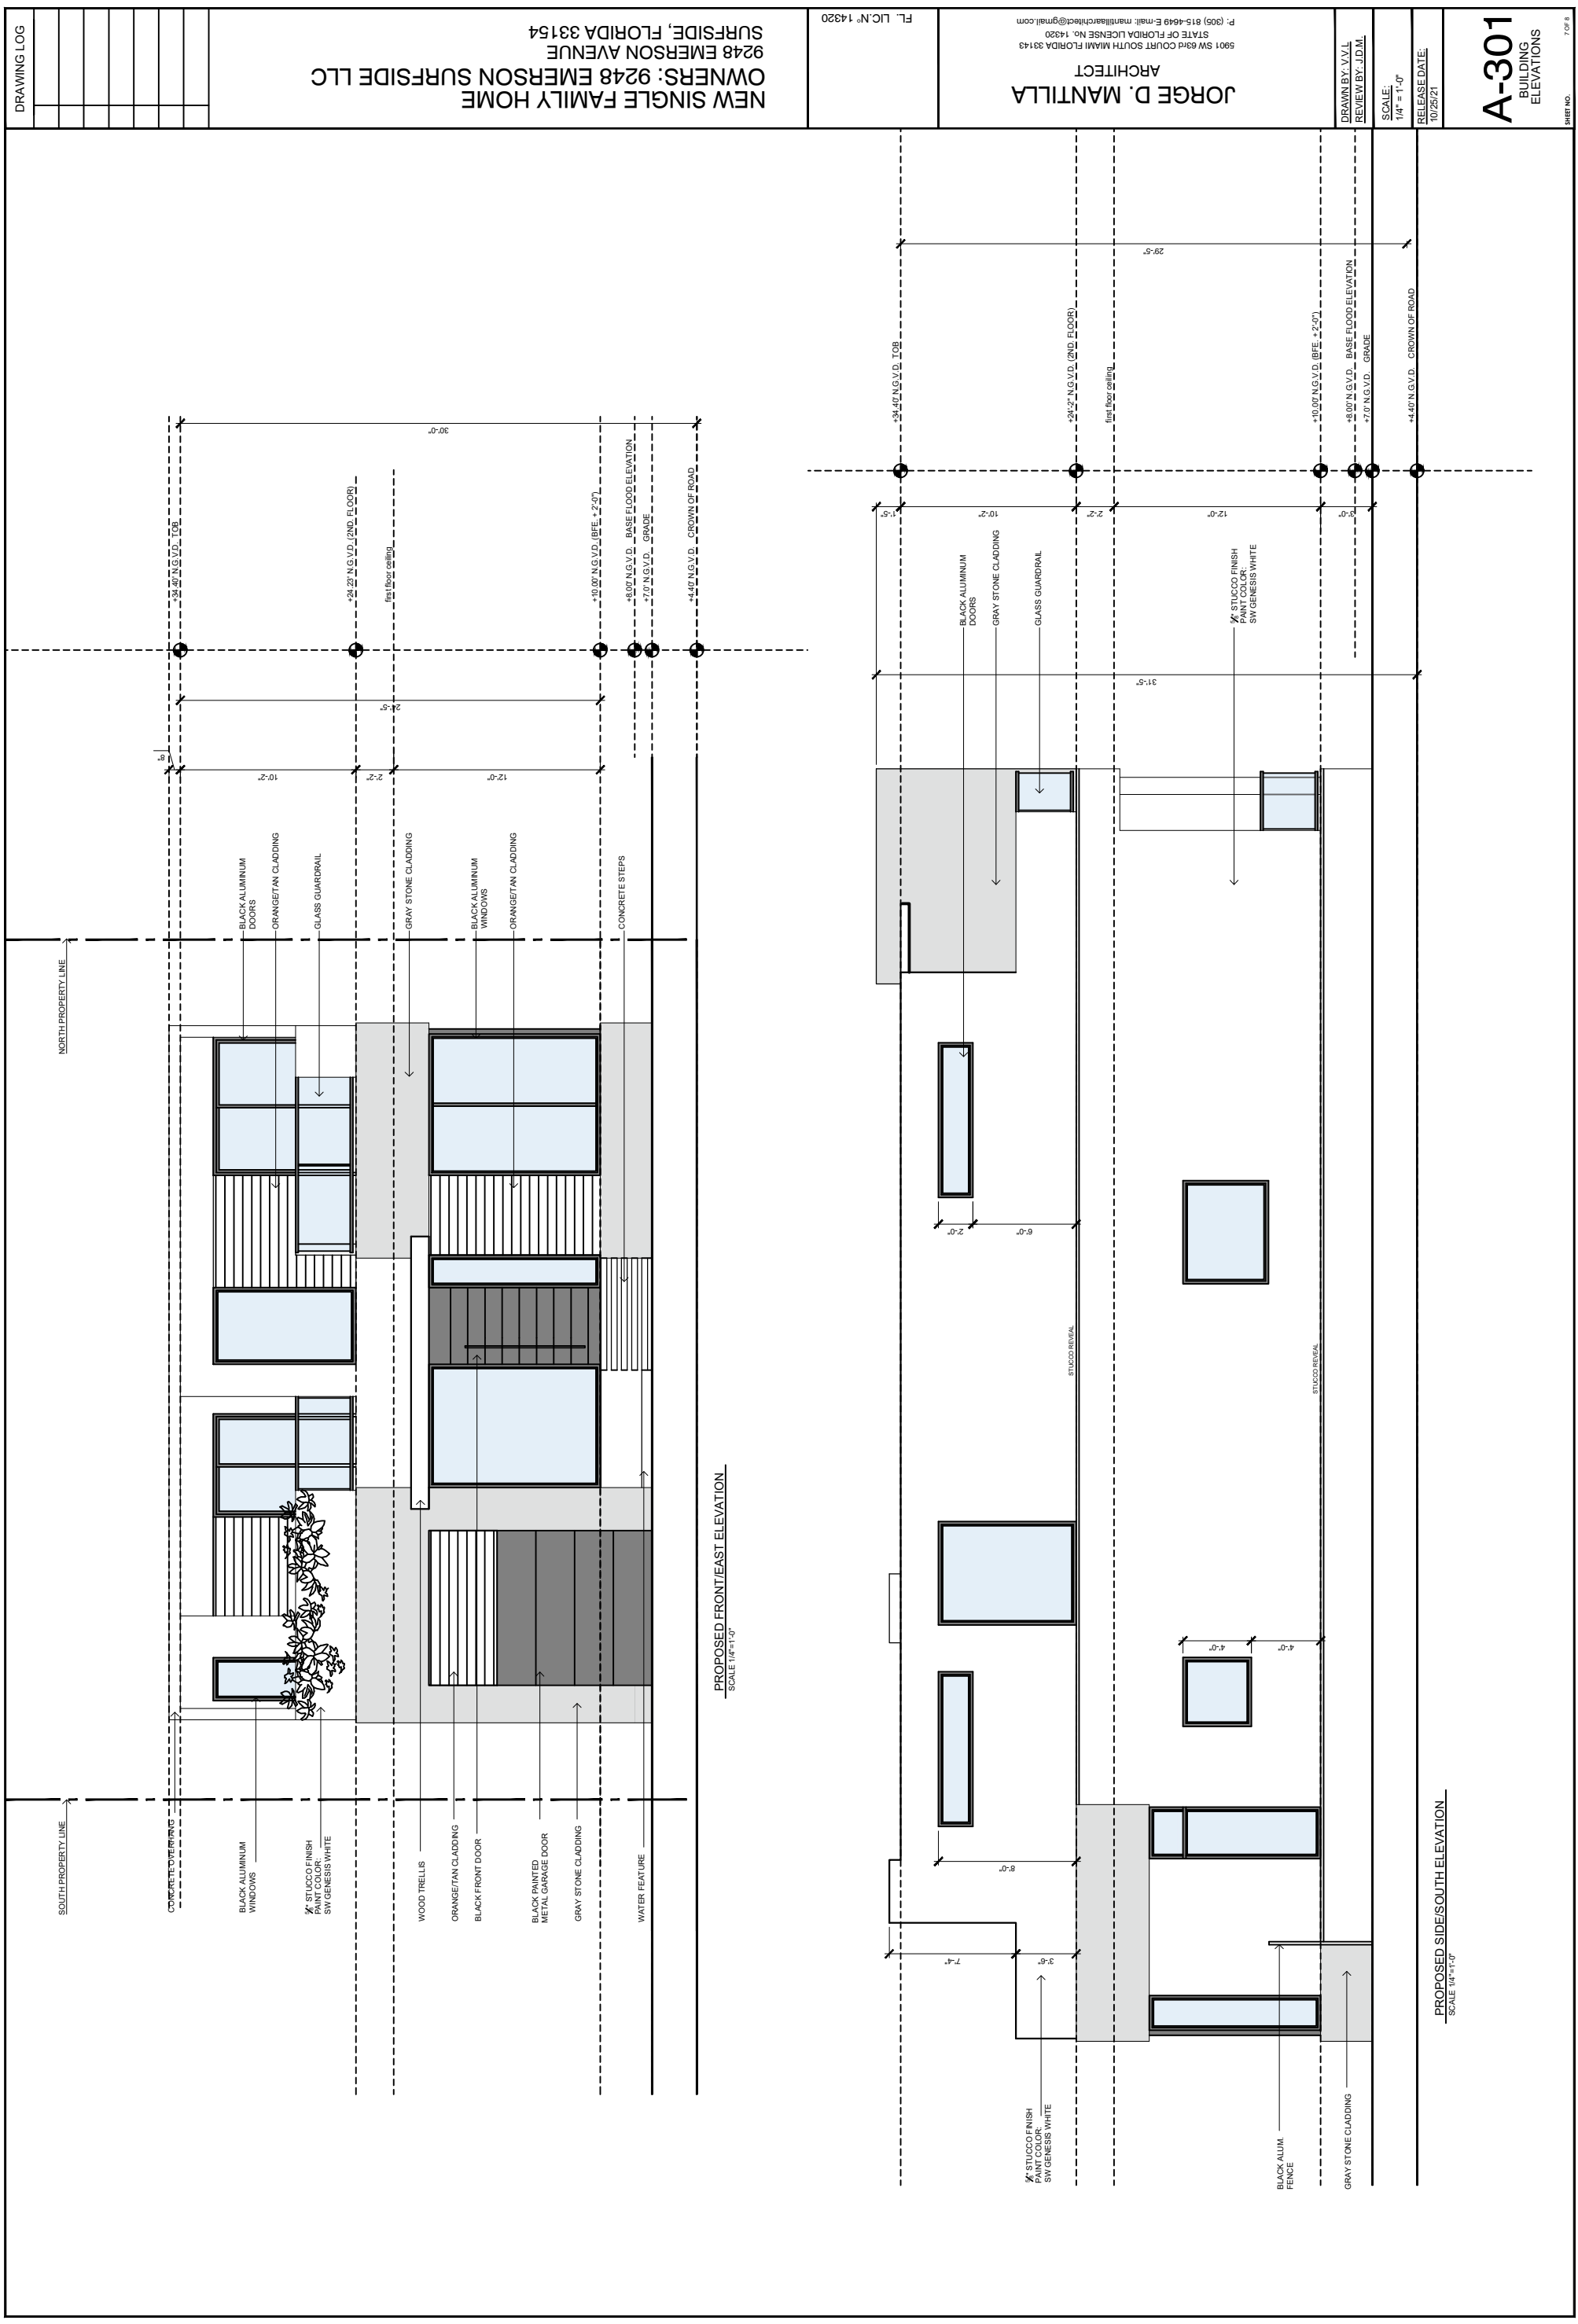 DRAWING LOG
NEW SINGLE FAMILY HOME
OWNERS: 9248 EMERSON SURFSIDE LLC
9248 EMERSON AVENUE
SURFSIDE, FLORIDA 33154
FL. LIC.N° 14320
JORGE D. MANTILLA
ARCHITECT
5901 SW 63rd COURT SOUTH MIAMI FLORIDA 33143
STATE OF FLORIDA LICENSE No. 14320
P: (305) 815-4649 E-mail: mantillaarchitect@gmail.com
DRAWN BY: V.V.L
REVIEW BY: J.D.M.
SCALE:
1/4" = 1'-0"
RELEASE DATE:
10/25/21
A-301
BUILDING
ELEVATIONS
SHEET NO.
7 OF 8
+34.40' N.G.V.D. TOB
+24.23' N.G.V.D. (2ND. FLOOR)
first floor ceiling
+10.00' N.G.V.D. (BFE. + 2'-0")
+8.00' N.G.V.D. BASE FLOOD ELEVATION
+7.0' N.G.V.D. GRADE
+4.40' N.G.V.D. CROWN OF ROAD
30'-0"
24'-5"
8"
10'-2"
2'-2"
12'-0"
NORTH PROPERTY LINE
BLACK ALUMINUM
DOORS
ORANGE/TAN CLADDING
GLASS GUARDRAIL
GRAY STONE CLADDING
BLACK ALUMINUM
WINDOWS
ORANGE/TAN CLADDING
CONCRETE STEPS
SOUTH PROPERTY LINE
CONCRETE OVERHANG
BLACK ALUMINUM
WINDOWS
⅝" STUCCO FINISH
PAINT COLOR:
SW GENESIS WHITE
WOOD TRELLIS
ORANGE/TAN CLADDING
BLACK FRONT DOOR
BLACK PAINTED
METAL GARAGE DOOR
GRAY STONE CLADDING
WATER FEATURE
PROPOSED FRONT/EAST ELEVATION
SCALE 1/4"=1'-0"
+34.40' N.G.V.D. TOB
+24'-2" N.G.V.D. (2ND. FLOOR)
first floor ceiling
+10.00' N.G.V.D. (BFE. + 2'-0")
+8.00' N.G.V.D. BASE FLOOD ELEVATION
+7.0' N.G.V.D. GRADE
+4.40' N.G.V.D. CROWN OF ROAD
29'-5"
1'-5"
10'-2"
2'-2"
12'-0"
3'-0"
31'-5"
BLACK ALUMINUM
DOORS
GRAY STONE CLADDING
GLASS GUARDRAIL
⅝" STUCCO FINISH
PAINT COLOR:
SW GENESIS WHITE
2'-0"
6'-0"
STUCCO REVEAL
STUCCO REVEAL
4'-0"
4'-0"
8'-0"
7'-4"
3'-6"
⅝" STUCCO FINISH
PAINT COLOR:
SW GENESIS WHITE
BLACK ALUM.
FENCE
GRAY STONE CLADDING
PROPOSED SIDE/SOUTH ELEVATION
SCALE 1/4"=1'-0"